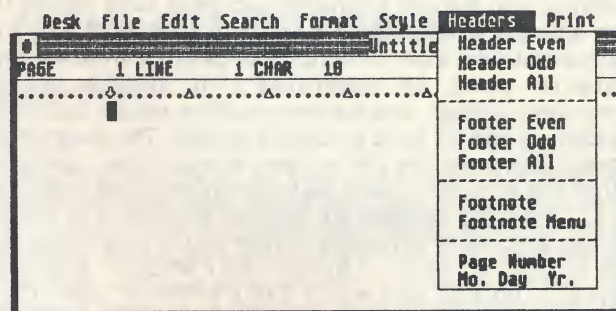 Desk File Edit Search Format Style Headers Print
Untitle
PAGE 1 LINE 1 CHAR 10
Header Even
Header Odd
Header All
Footer Even
Footer Odd
Footer All
Footnote
Footnote Menu
Page Number
Mo. Day Yr.